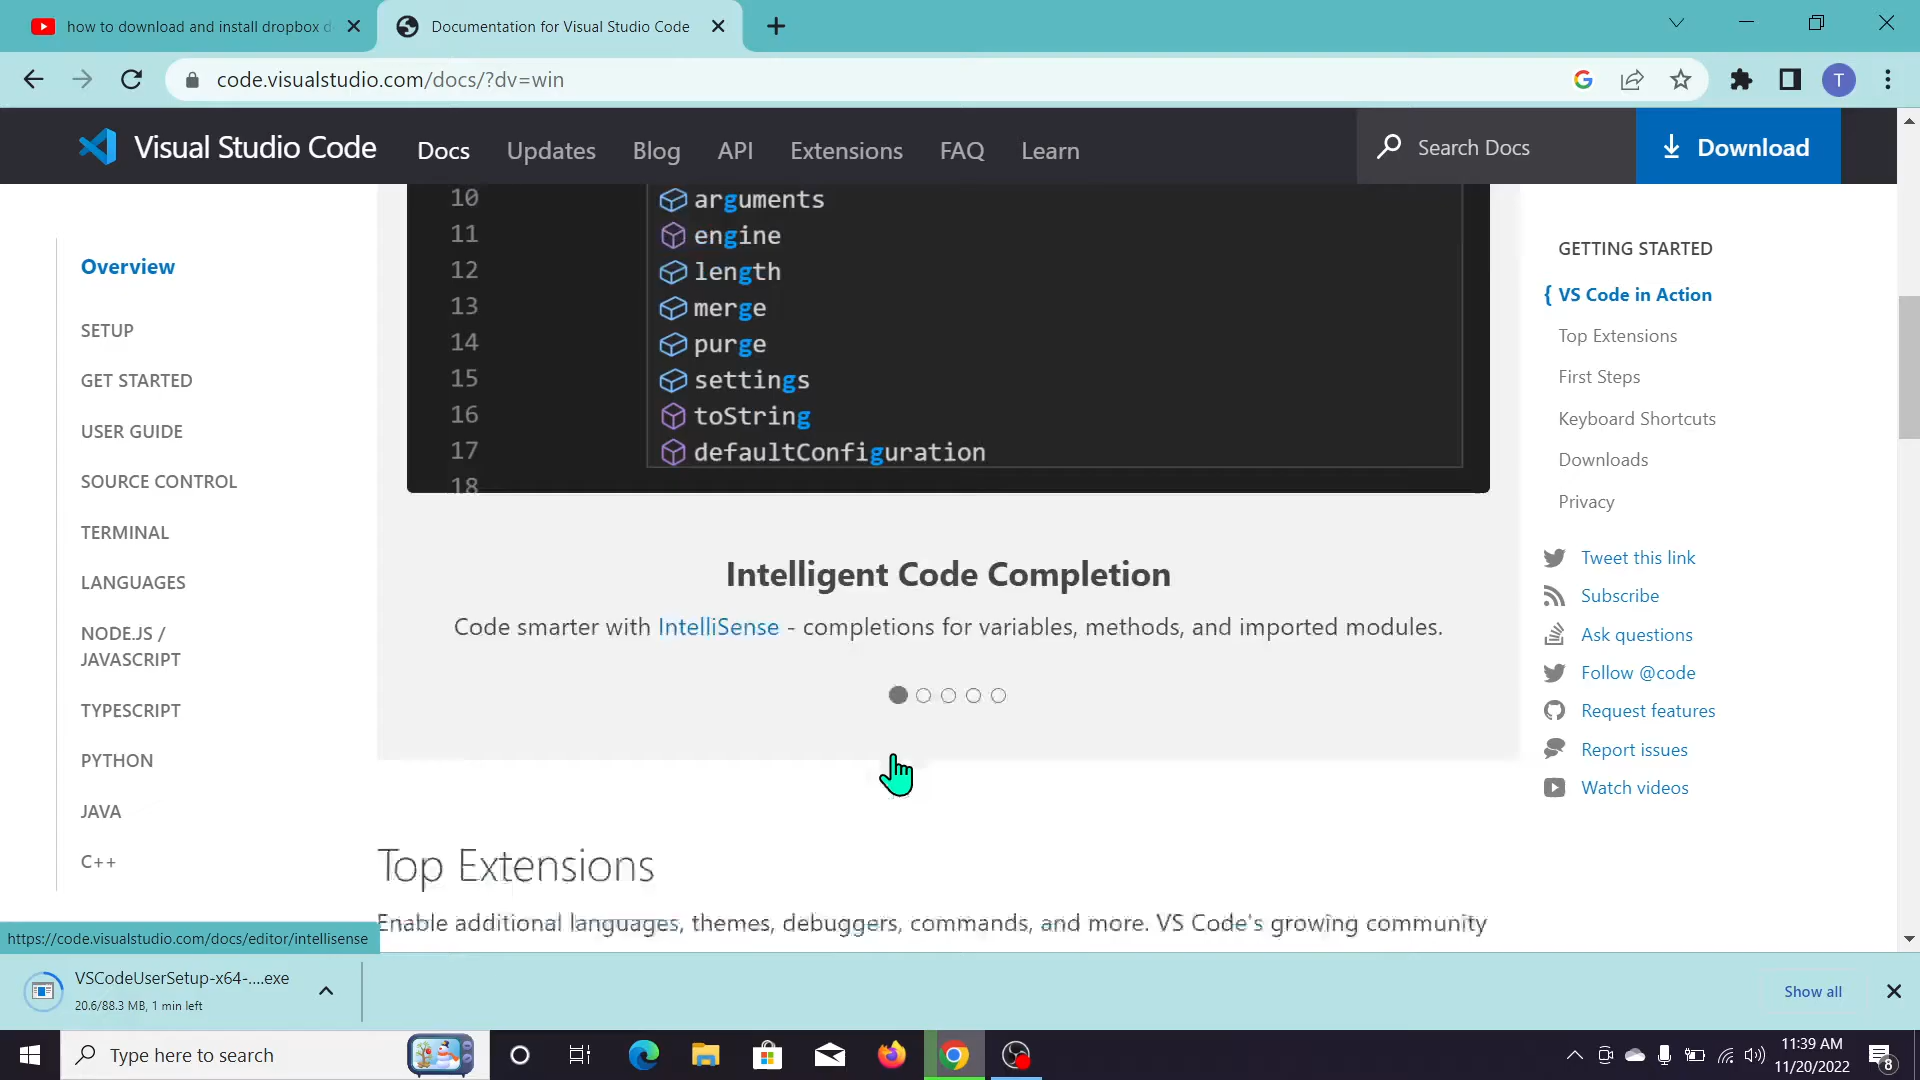 how to download and install dropbox d
Documentation for Visual Studio Code
code.visualstudio.com/docs/?dv=win
T
Visual Studio Code
Docs
Updates
Blog
API
Extensions
FAQ
Learn
Search Docs
Download
Overview
SETUP
GET STARTED
USER GUIDE
SOURCE CONTROL
TERMINAL
LANGUAGES
NODE.JS /
JAVASCRIPT
TYPESCRIPT
PYTHON
JAVA
C++
10 arguments
11 engine
12 length
13 merge
14 purge
15 settings
16 toString
17 defaultConfiguration
18
Intelligent Code Completion
Code smarter with IntelliSense - completions for variables, methods, and imported modules.
Top Extensions
Enable additional languages, themes, debuggers, commands, and more. VS Code's growing community
GETTING STARTED
{ VS Code in Action
Top Extensions
First Steps
Keyboard Shortcuts
Downloads
Privacy
Tweet this link
Subscribe
Ask questions
Follow @code
Request features
Report issues
Watch videos
https://code.visualstudio.com/docs/editor/intellisense
VSCodeUserSetup-x64-....exe
20.6/88.3 MB, 1 min left
Show all
Type here to search
11:39 AM
11/20/2022
8